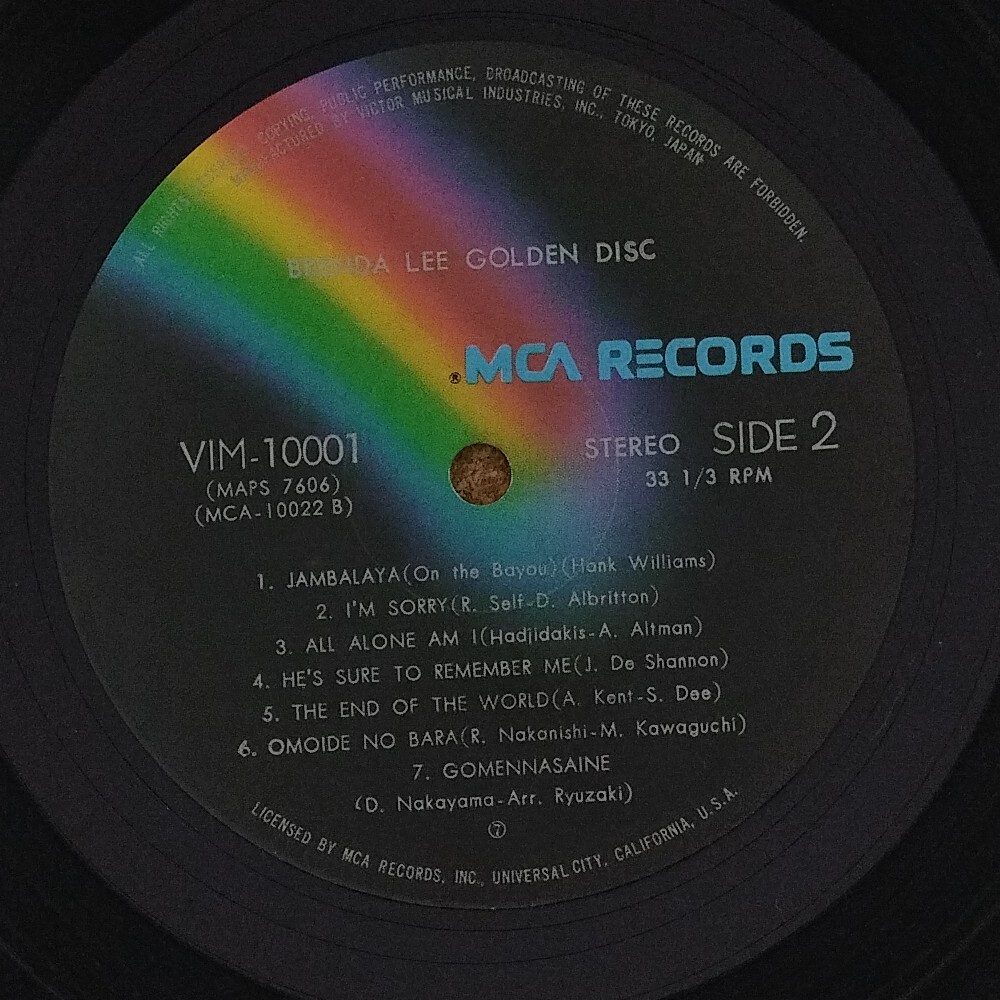 ALL RIGHTS RESERVED. COPYING, PUBLIC PERFORMANCE, BROADCASTING OF THESE RECORDS ARE FORBIDDEN.
MANUFACTURED BY VICTOR MUSICAL INDUSTRIES, INC., TOKYO, JAPAN
BRENDA LEE GOLDEN DISC
®MCA RECORDS
VIM-10001
(MAPS 7606)
(MCA-10022 B)
STEREO SIDE 2
33 1/3 RPM
1. JAMBALAYA(On the Bayou)(Hank Williams)
2. I'M SORRY(R. Self-D. Albritton)
3. ALL ALONE AM I(Hadjidakis-A. Altman)
4. HE'S SURE TO REMEMBER ME(J. De Shannon)
5. THE END OF THE WORLD(A. Kent-S. Dee)
6. OMOIDE NO BARA(R. Nakanishi-M. Kawaguchi)
7. GOMENNASAINE
(D. Nakayama-Arr. Ryuzaki)
⑦
LICENSED BY MCA RECORDS, INC., UNIVERSAL CITY, CALIFORNIA, U.S.A.